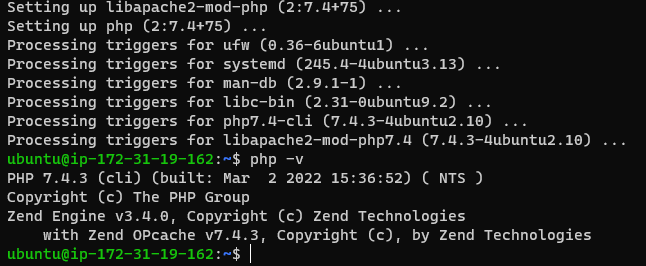 Setting up libapache2-mod-php (2:7.4+75) ...
Setting up php (2:7.4+75) ...
Processing triggers for ufw (0.36-6ubuntu1) ...
Processing triggers for systemd (245.4-4ubuntu3.13) ...
Processing triggers for man-db (2.9.1-1) ...
Processing triggers for libc-bin (2.31-0ubuntu9.2) ...
Processing triggers for php7.4-cli (7.4.3-4ubuntu2.10) ...
Processing triggers for libapache2-mod-php7.4 (7.4.3-4ubuntu2.10) ...
ubuntu@ip-172-31-19-162:~$ php -v
PHP 7.4.3 (cli) (built: Mar  2 2022 15:36:52) ( NTS )
Copyright (c) The PHP Group
Zend Engine v3.4.0, Copyright (c) Zend Technologies
    with Zend OPcache v7.4.3, Copyright (c), by Zend Technologies
ubuntu@ip-172-31-19-162:~$